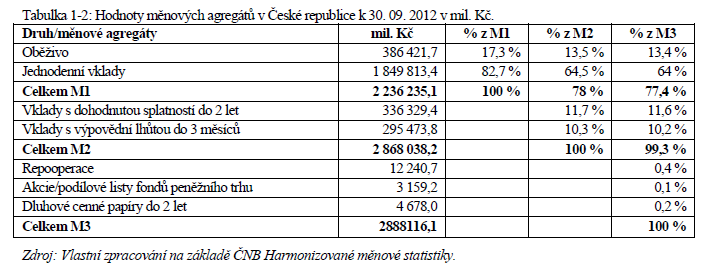 Tabulka 1-2: Hodnoty měnových agregátů v České republice k 30. 09. 2012 v mil. Kč.
Druh/měnové agregáty mil. Kč % z M1 % z M2 % z M3
Oběživo 386 421,7 17,3 % 13,5 % 13,4 %
Jednodenní vklady 1 849 813,4 82,7 % 64,5 % 64 %
Celkem M1 2 236 235,1 100 % 78 % 77,4 %
Vklady s dohodnutou splatností do 2 let 336 329,4 11,7 % 11,6 %
Vklady s výpovědní lhůtou do 3 měsíců 295 473,8 10,3 % 10,2 %
Celkem M2 2 868 038,2 100 % 99,3 %
Repooperace 12 240,7 0,4 %
Akcie/podílové listy fondů peněžního trhu 3 159,2 0,1 %
Dluhové cenné papíry do 2 let 4 678,0 0,2 %
Celkem M3 2888116,1 100 %
Zdroj: Vlastní zpracování na základě ČNB Harmonizované měnové statistiky.